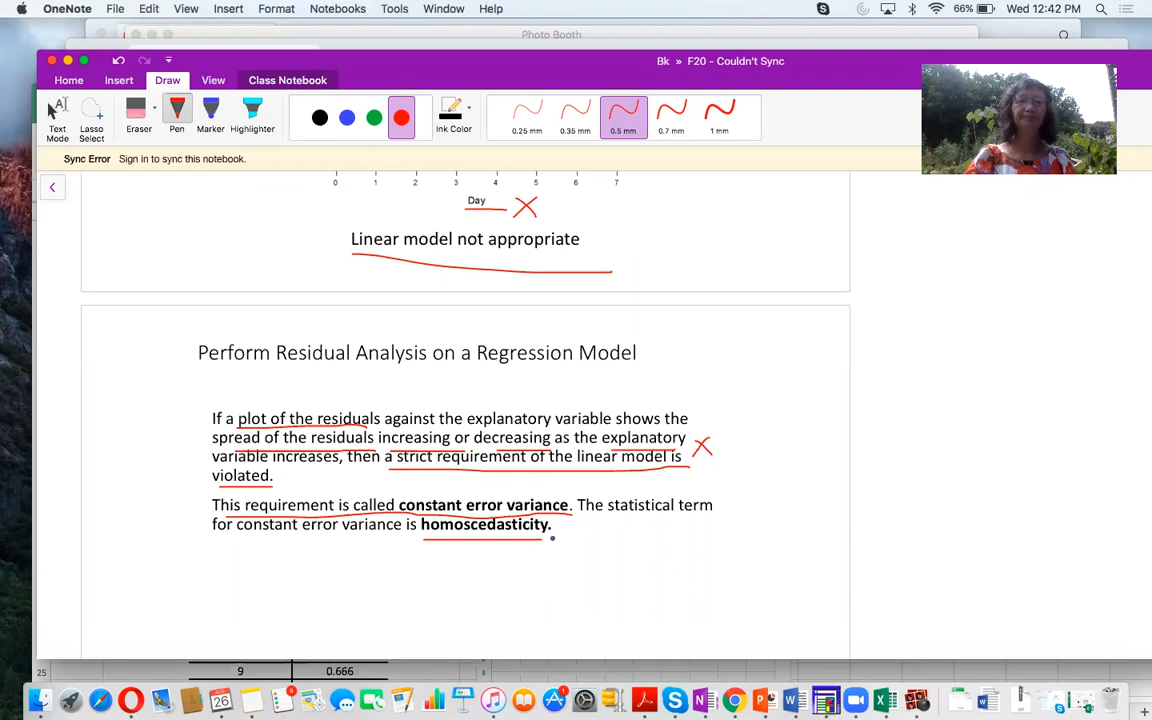 OneNote File Edit View Insert Format Notebooks Tools Window Help 66% Wed 12:42 PM
Photo Booth
Bk » F20 - Couldn't Sync
Home Insert Draw View Class Notebook
Text Mode
Lasso Select
Eraser
Pen
Marker
Highlighter
Ink Color
0.25 mm
0.35 mm
0.5 mm
0.7 mm
1 mm
Sync Error Sign in to sync this notebook.
0 1 2 3 4 5 6 7
Day X
Linear model not appropriate
Perform Residual Analysis on a Regression Model
If a plot of the residuals against the explanatory variable shows the
spread of the residuals increasing or decreasing as the explanatory X
variable increases, then a strict requirement of the linear model is
violated.
This requirement is called constant error variance. The statistical term
for constant error variance is homoscedasticity.
25 9 0.666 3